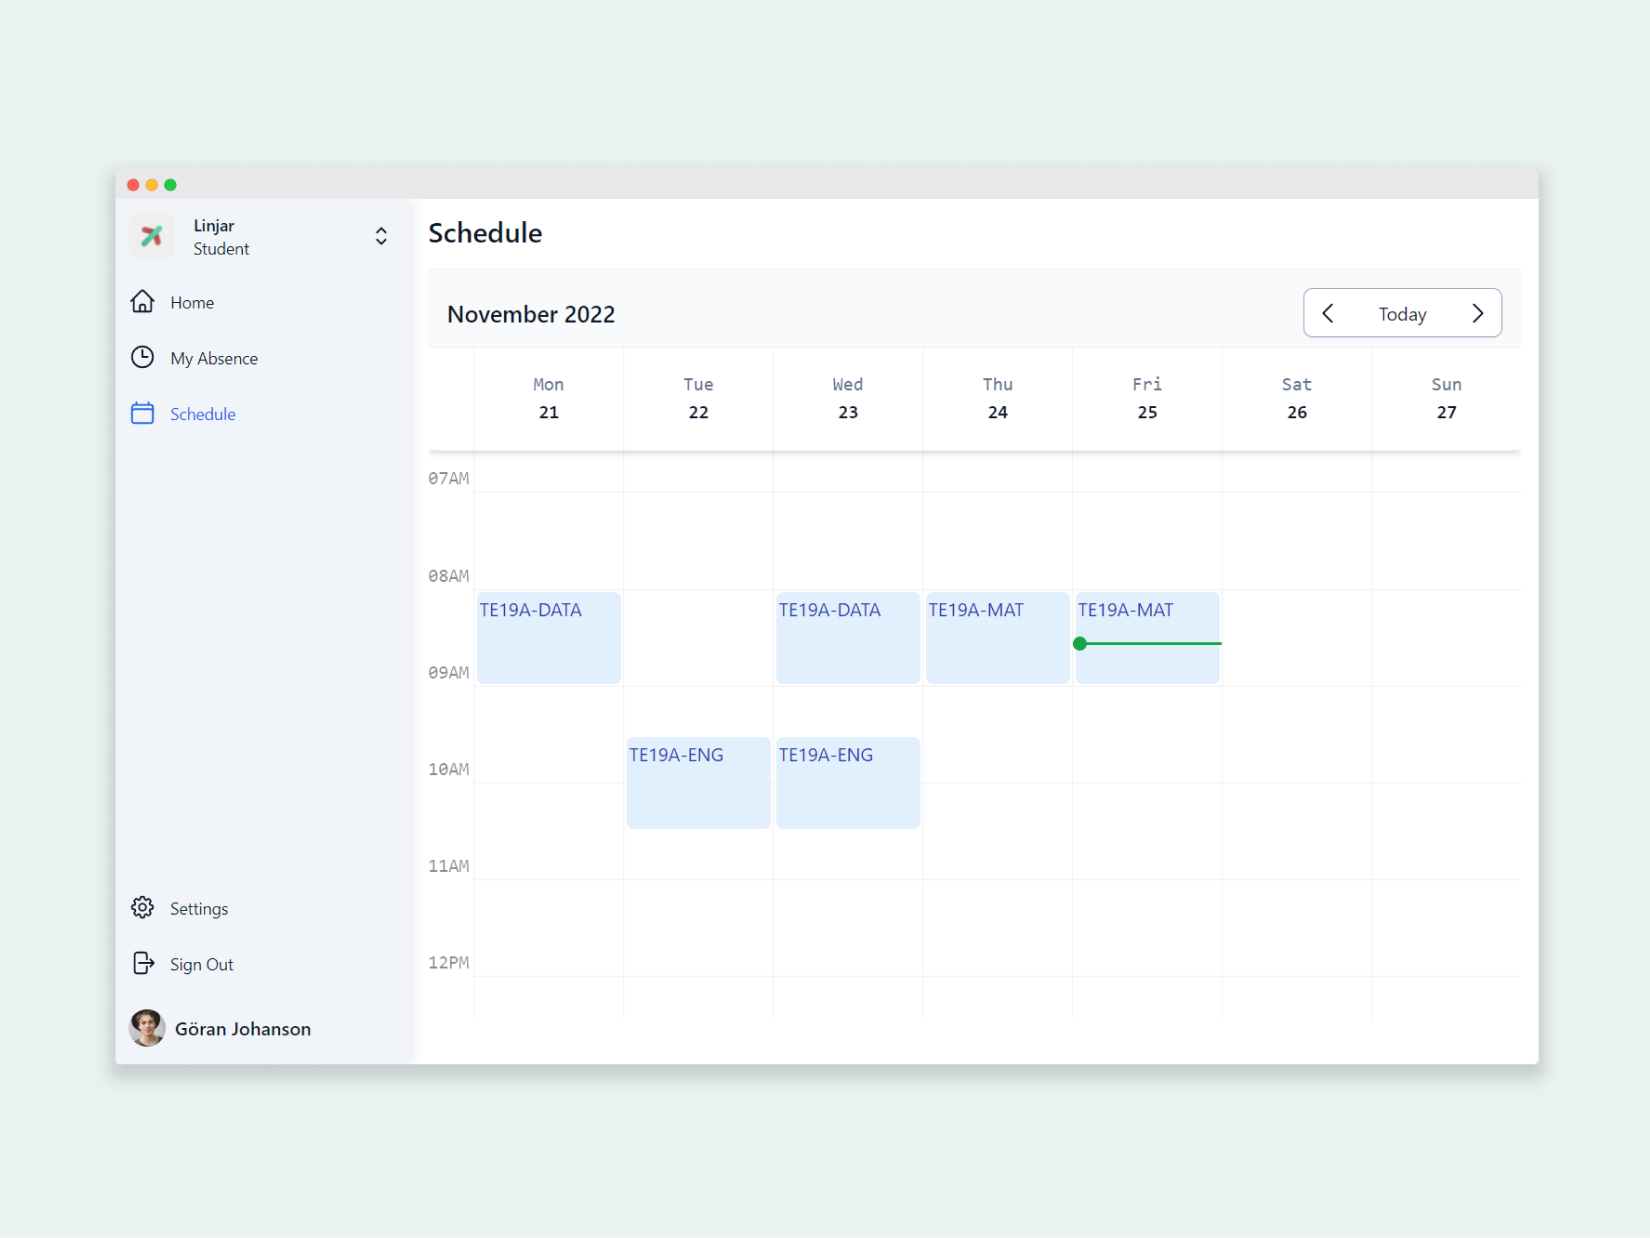 Linjar
Student
Home
My Absence
Schedule
Settings
Sign Out
Göran Johanson
Schedule
November 2022
Today
Mon Tue Wed Thu Fri Sat Sun
21 22 23 24 25 26 27
07AM
08AM
TE19A-DATA TE19A-DATA TE19A-MAT TE19A-MAT
09AM
TE19A-ENG TE19A-ENG
10AM
11AM
12PM